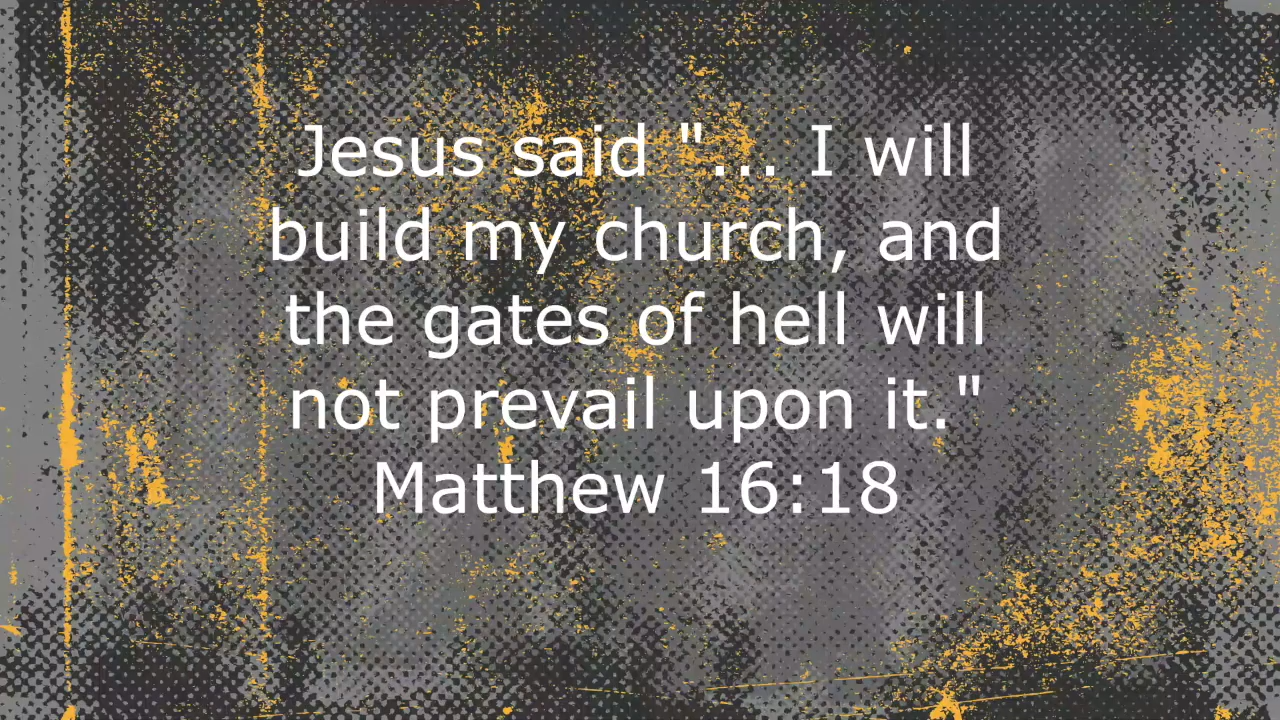 Jesus said "... I will
build my church, and
the gates of hell will
not prevail upon it."
Matthew 16:18